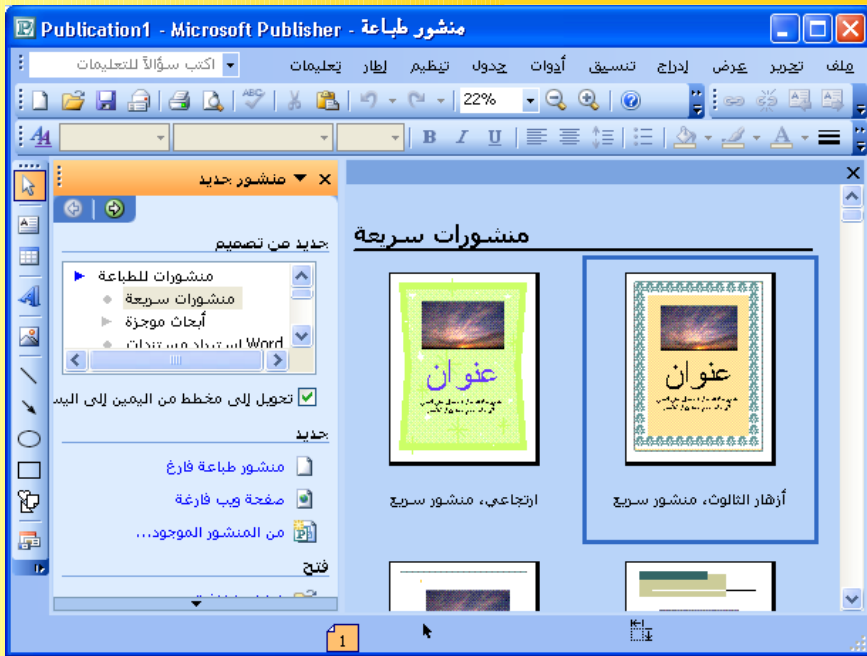 Publication1 - Microsoft Publisher - منشور طباعة
ملف تحرير عرض إدراج تنسيق أدوات جدول تنظيم إطار تعليمات اكتب سؤالاً للتعليمات
22%
ABC
B I U
منشور جديد
جديد من تصميم
منشورات للطباعة
منشورات سريعة
أبحاث موجزة
Word استيراد مستندات
تحويل إلى مخطط من اليمين إلى اليس
جديد
منشور طباعة فارغ
صفحة ويب فارغة
من المنشور الموجود...
فتح
منشورات سريعة
عنوان
عنوان
أزهار الثالوث، منشور سريع
ارتجاعي، منشور سريع
1